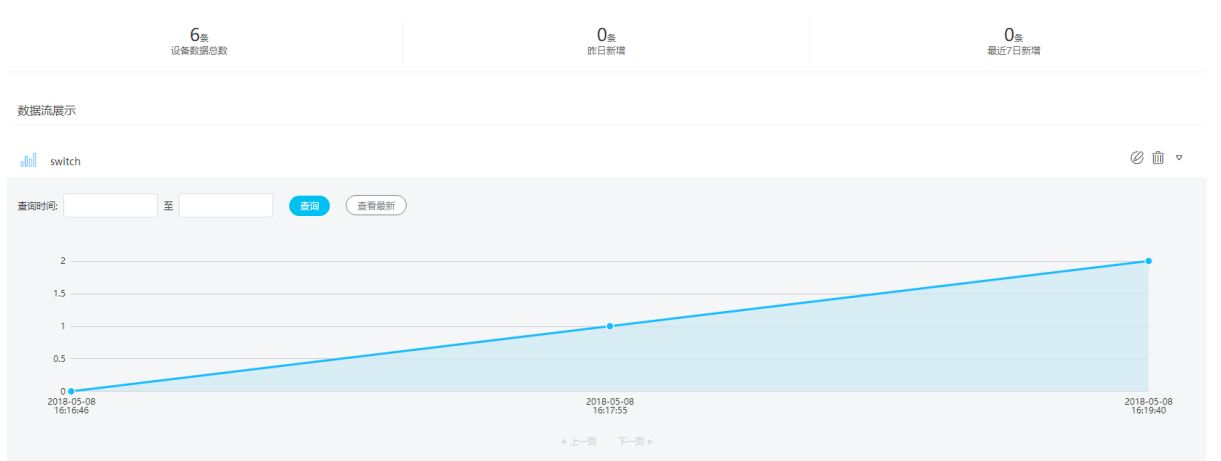 6条
设备数据总数
0条
昨日新增
0条
最近7日新增
数据流展示
switch
查询时间: 至 查询 查看最新
2
1.5
1
0.5
0
2018-05-08
16:16:46
2018-05-08
16:17:55
2018-05-08
16:19:40
« 上一页 下一页 »